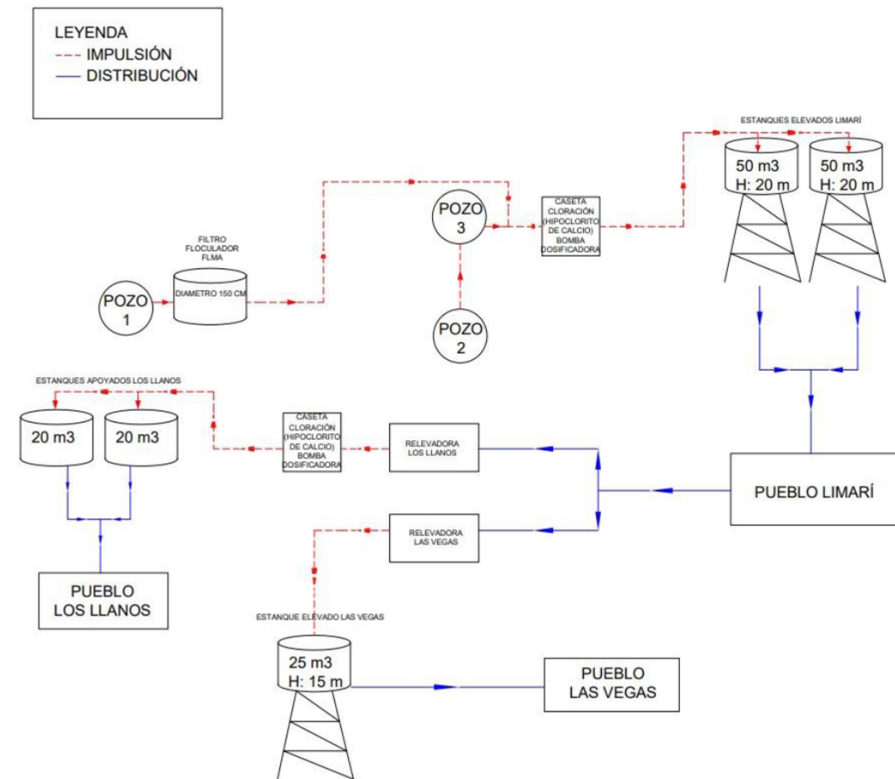 LEYENDA
IMPULSIÓN
DISTRIBUCIÓN
ESTANQUES ELEVADOS LIMARÍ
50 m3
H: 20 m
50 m3
H: 20 m
POZO
3
CASETA
CLORACIÓN
(HIPOCLORITO
DE CALCIO)
BOMBA
DOSIFICADORA
FILTRO
FLOCULADOR
FLMA
DIAMETRO 150 CM
POZO
1
POZO
2
ESTANQUES APOYADOS LOS LLANOS
20 m3
20 m3
CASETA
CLORACIÓN
(HIPOCLORITO
DE CALCIO)
BOMBA
DOSIFICADORA
RELEVADORA
LOS LLANOS
PUEBLO LIMARÍ
RELEVADORA
LAS VEGAS
PUEBLO
LOS LLANOS
ESTANQUE ELEVADO LAS VEGAS
25 m3
H: 15 m
PUEBLO
LAS VEGAS